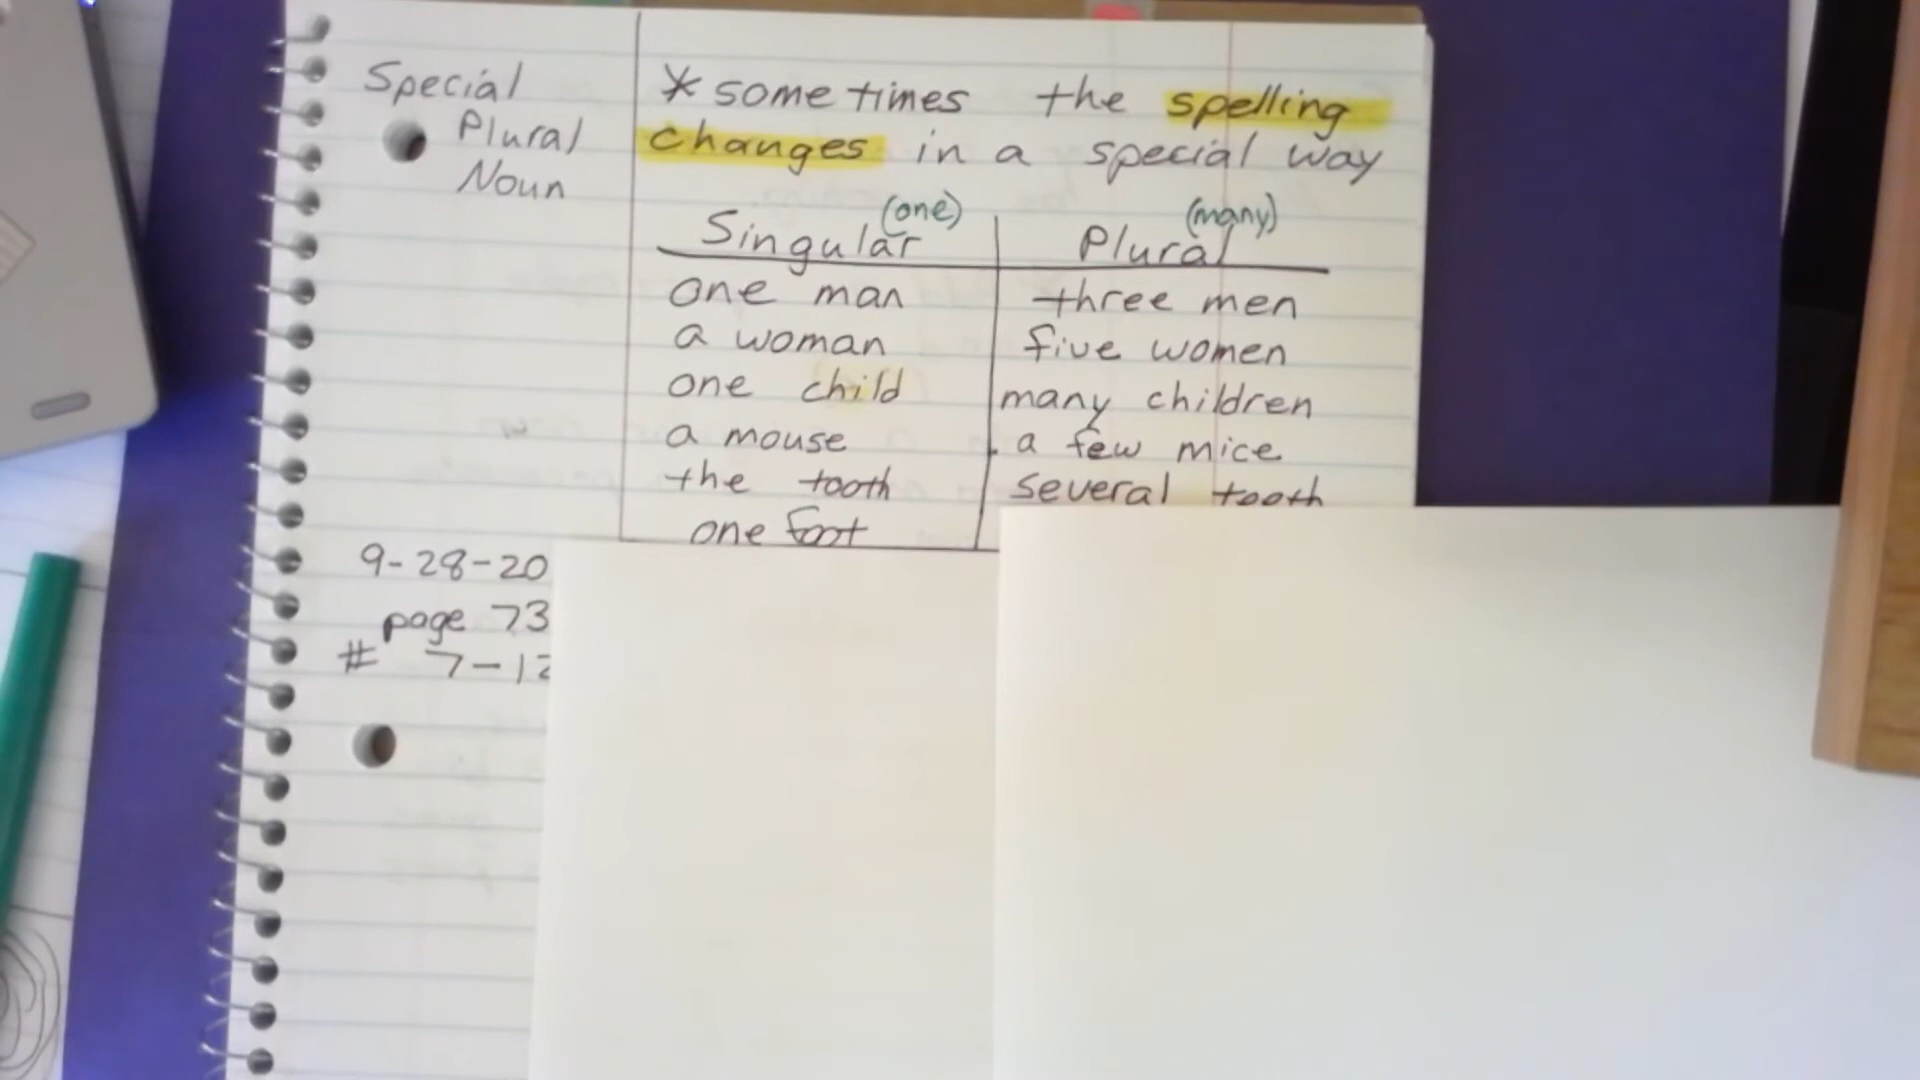 Special
Plural
Noun
* some times the spelling
changes in a special way
Singular (one)
Plural (many)
one man
three men
a woman
five women
one child
many children
a mouse
a few mice
the tooth
several tooth
one foot
9-28-20
page 73
# 7-12